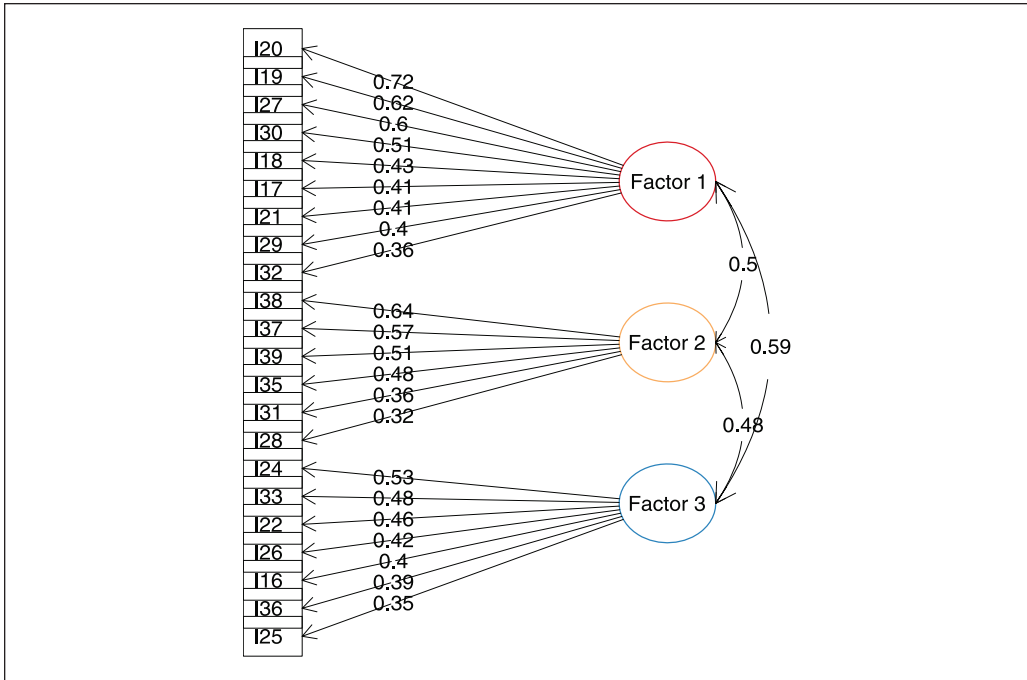 I20
I19
I27
I30
I18
I17
I21
I29
I32
I38
I37
I39
I35
I31
I28
I24
I33
I22
I26
I16
I36
I25
0.72
0.62
0.6
0.51
0.43
0.41
0.41
0.4
0.36
0.64
0.57
0.51
0.48
0.36
0.32
0.53
0.48
0.46
0.42
0.4
0.39
0.35
Factor 1
Factor 2
Factor 3
0.5
0.59
0.48